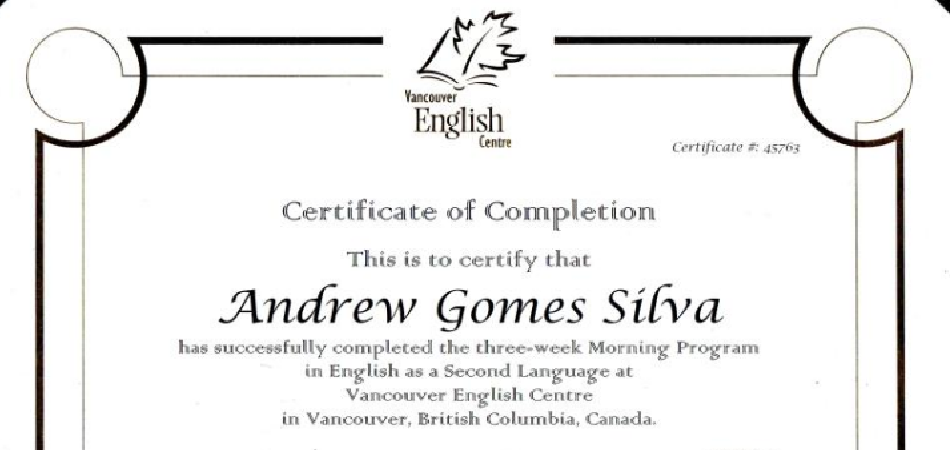 Vancouver
English
Centre
Certificate #: 45763
Certificate of Completion
This is to certify that
Andrew Gomes Silva
has successfully completed the three-week Morning Program
in English as a Second Language at
Vancouver English Centre
in Vancouver, British Columbia, Canada.